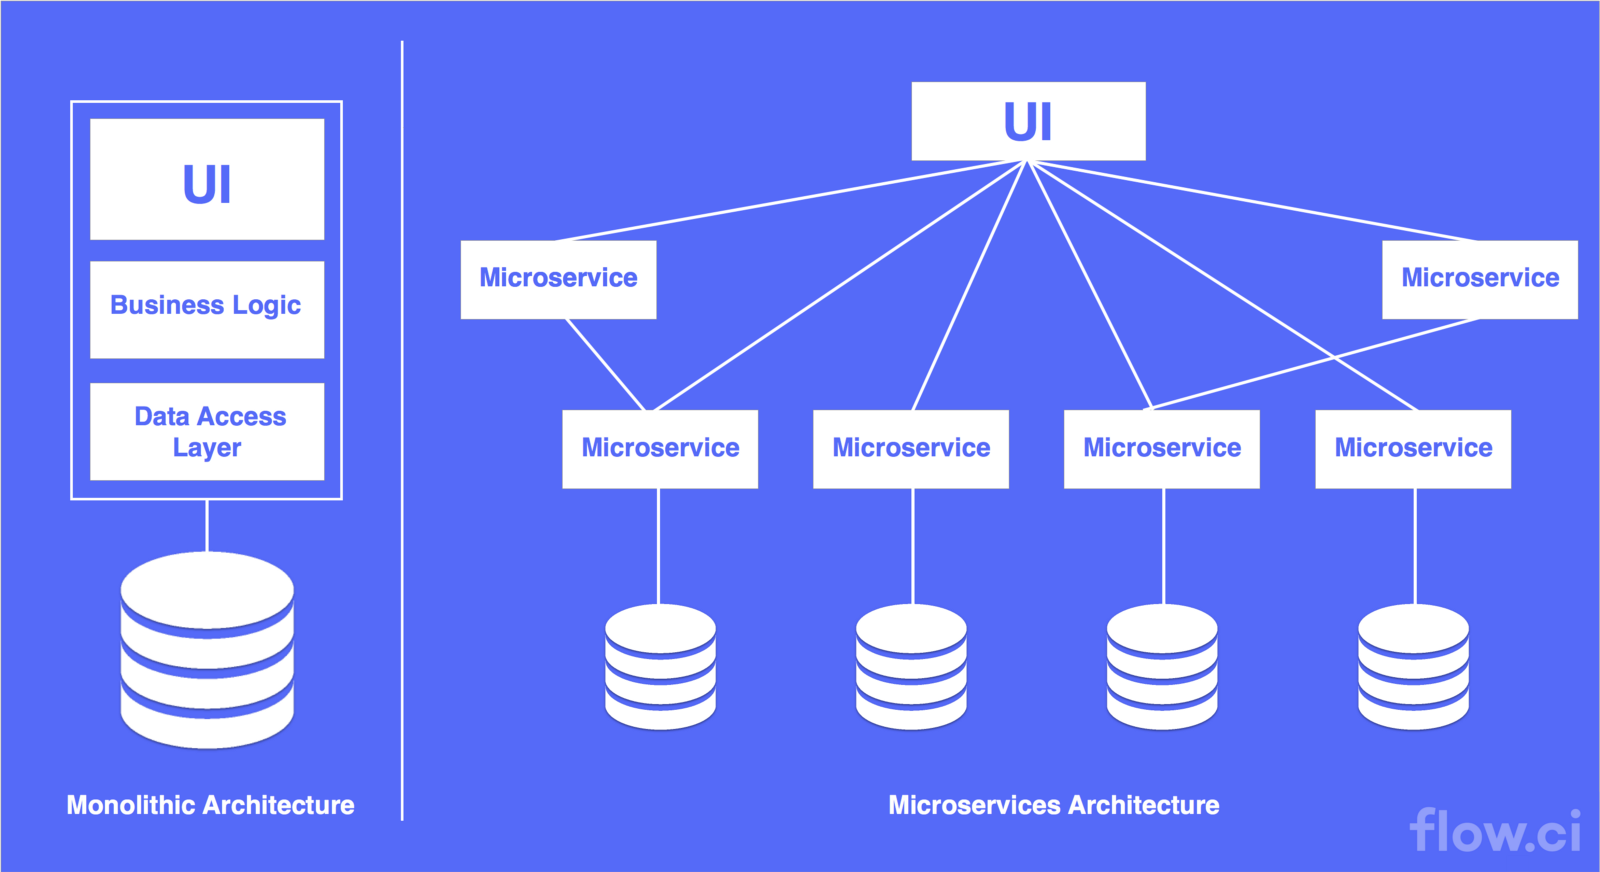 UI
Business Logic
Data Access
Layer
Monolithic Architecture
UI
Microservice
Microservice
Microservice
Microservice
Microservice
Microservice
Microservices Architecture
flow.ci